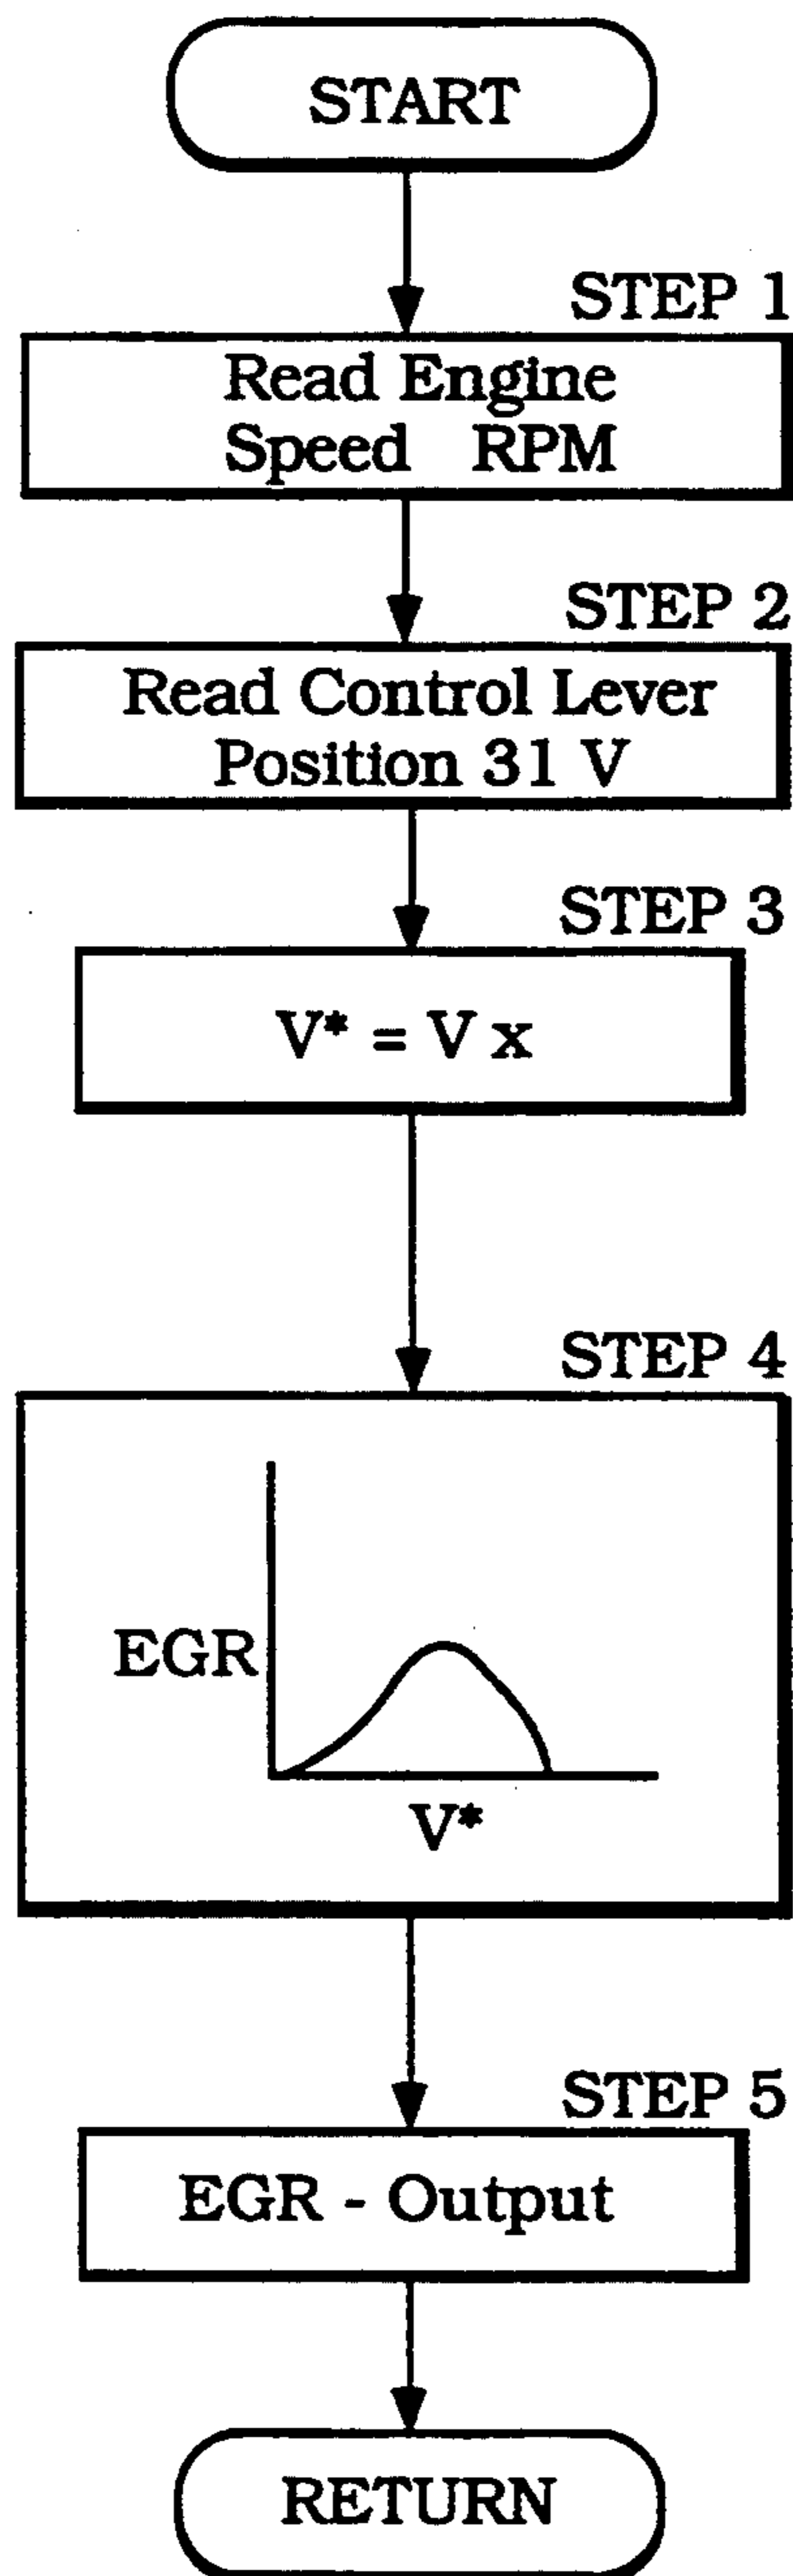 START
STEP 1
Read Engine
Speed RPM
STEP 2
Read Control Lever
Position 31 V
STEP 3
V* = V x
STEP 4
EGR
V*
STEP 5
EGR - Output
RETURN